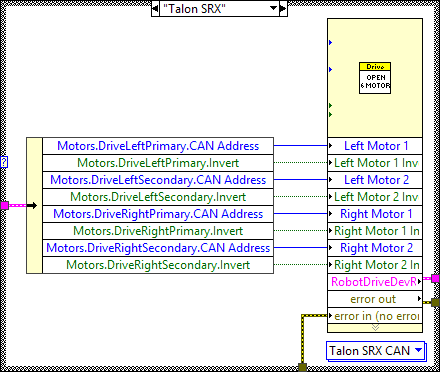 "Talon SRX"
Drive
OPEN
6 MOTOR
?
Motors.DriveLeftPrimary.CAN Address
Left Motor 1
Motors.DriveLeftPrimary.Invert
Left Motor 1 Inv
Motors.DriveLeftSecondary.CAN Address
Left Motor 2
Motors.DriveLeftSecondary.Invert
Left Motor 2 Inv
Motors.DriveRightPrimary.CAN Address
Right Motor 1
Motors.DriveRightPrimary.Invert
Right Motor 1 In
Motors.DriveRightSecondary.CAN Address
Right Motor 2
Motors.DriveRightSecondary.Invert
Right Motor 2 In
RobotDriveDevR
error out
error in (no erro
Talon SRX CAN